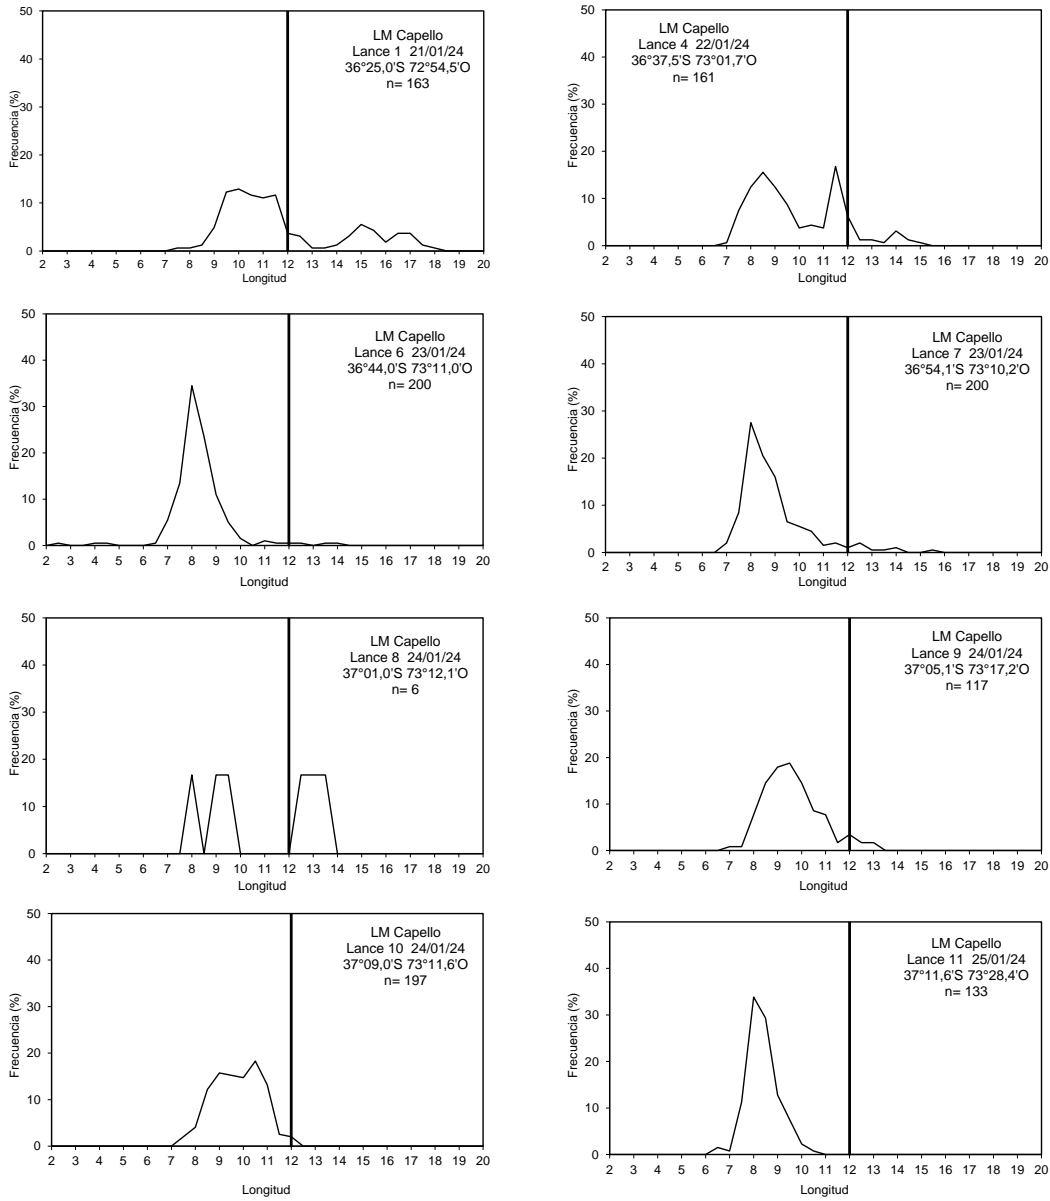 LM Capello
Lance 1 21/01/24
36°25,0'S 72°54,5'O
n= 163
Frecuencia (%)
50
40
30
20
10
0
2 3 4 5 6 7 8 9 10 11 12 13 14 15 16 17 18 19 20
Longitud
LM Capello
Lance 4 22/01/24
36°37,5'S 73°01,7'O
n= 161
Frecuencia (%)
50
40
30
20
10
0
2 3 4 5 6 7 8 9 10 11 12 13 14 15 16 17 18 19 20
Longitud
LM Capello
Lance 6 23/01/24
36°44,0'S 73°11,0'O
n= 200
Frecuencia (%)
50
40
30
20
10
0
2 3 4 5 6 7 8 9 10 11 12 13 14 15 16 17 18 19 20
Longitud
LM Capello
Lance 7 23/01/24
36°54,1'S 73°10,2'O
n= 200
Frecuencia (%)
50
40
30
20
10
0
2 3 4 5 6 7 8 9 10 11 12 13 14 15 16 17 18 19 20
Longitud
LM Capello
Lance 8 24/01/24
37°01,0'S 73°12,1'O
n= 6
Frecuencia (%)
50
40
30
20
10
0
2 3 4 5 6 7 8 9 10 11 12 13 14 15 16 17 18 19 20
Longitud
LM Capello
Lance 9 24/01/24
37°05,1'S 73°17,2'O
n= 117
Frecuencia (%)
50
40
30
20
10
0
2 3 4 5 6 7 8 9 10 11 12 13 14 15 16 17 18 19 20
Longitud
LM Capello
Lance 10 24/01/24
37°09,0'S 73°11,6'O
n= 197
Frecuencia (%)
50
40
30
20
10
0
2 3 4 5 6 7 8 9 10 11 12 13 14 15 16 17 18 19 20
Longitud
LM Capello
Lance 11 25/01/24
37°11,6'S 73°28,4'O
n= 133
Frecuencia (%)
50
40
30
20
10
0
2 3 4 5 6 7 8 9 10 11 12 13 14 15 16 17 18 19 20
Longitud